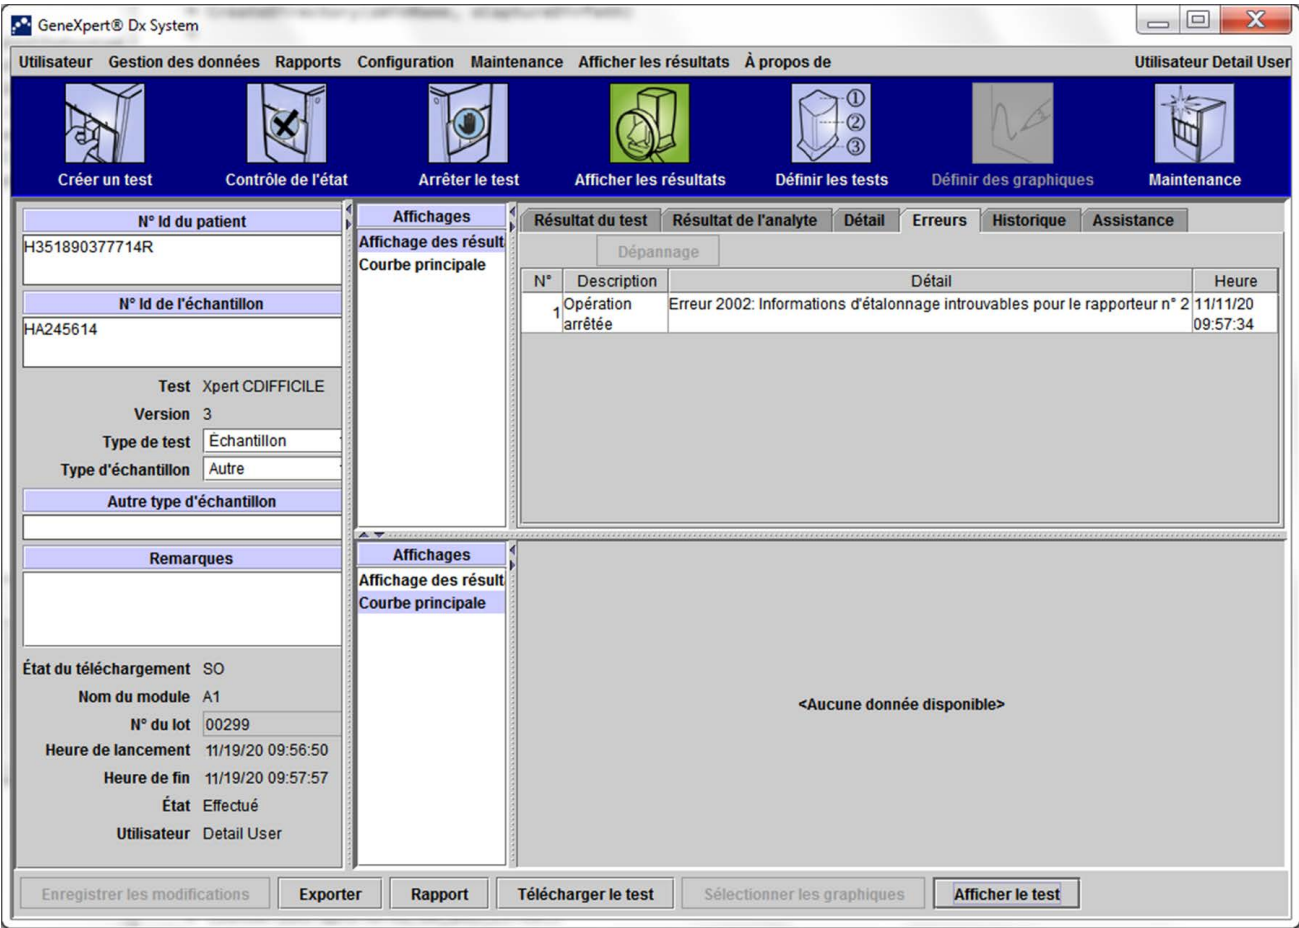 GeneXpert® Dx System
Utilisateur Gestion des données Rapports Configuration Maintenance Afficher les résultats À propos de Utilisateur Detail User
Créer un test Contrôle de l'état Arrêter le test Afficher les résultats Définir les tests Définir des graphiques Maintenance
1
2
3
N° Id du patient
H351890377714R
N° Id de l'échantillon
HA245614
Test Xpert CDIFFICILE
Version 3
Type de test Échantillon
Type d'échantillon Autre
Autre type d'échantillon
Remarques
État du téléchargement SO
Nom du module A1
N° du lot 00299
Heure de lancement 11/19/20 09:56:50
Heure de fin 11/19/20 09:57:57
État Effectué
Utilisateur Detail User
Affichages
Affichage des résult
Courbe principale
Résultat du test Résultat de l'analyte Détail Erreurs Historique Assistance
Dépannage
N° Description Détail Heure
1 Opération arrêtée Erreur 2002: Informations d'étalonnage introuvables pour le rapporteur n° 2 11/11/20 09:57:34
Affichages
Affichage des résult
Courbe principale
<Aucune donnée disponible>
Enregistrer les modifications Exporter Rapport Télécharger le test Sélectionner les graphiques Afficher le test